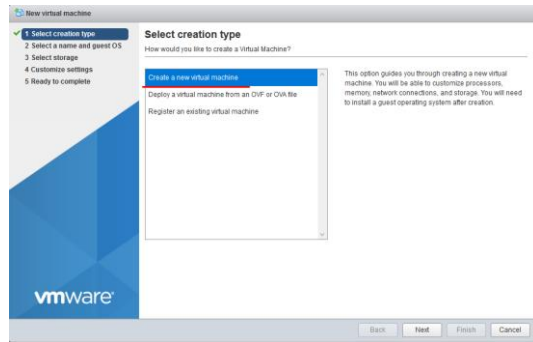 New virtual machine
1 Select creation type
2 Select a name and guest OS
3 Select storage
4 Customize settings
5 Ready to complete
Select creation type
How would you like to create a Virtual Machine?
Create a new virtual machine
Deploy a virtual machine from an OVF or OVA file
Register an existing virtual machine
This option guides you through creating a new virtual
machine. You will be able to customize processors,
memory, network connections, and storage. You will need
to install a guest operating system after creation.
vmware
Back
Next
Finish
Cancel